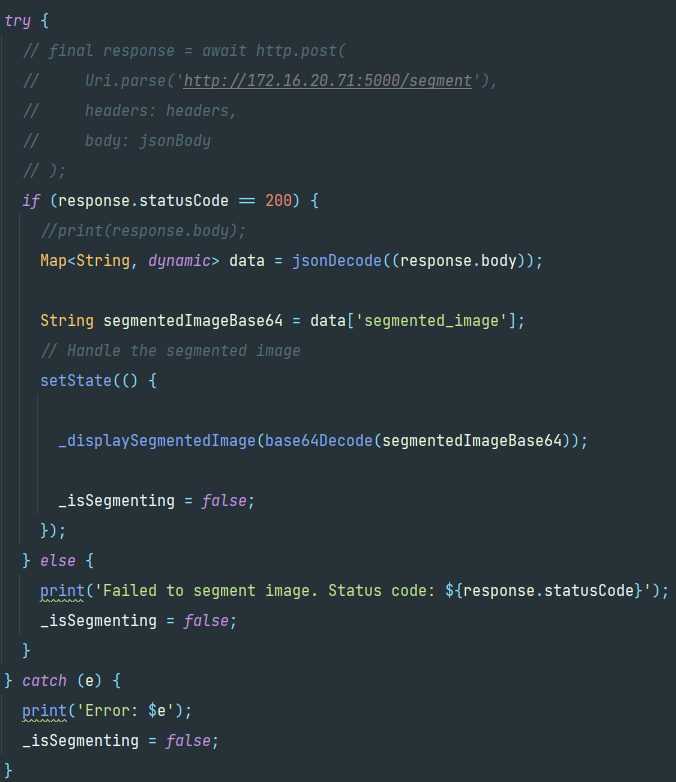 try {
// final response = await http.post(
//     Uri.parse('http://172.16.20.71:5000/segment'),
//     headers: headers,
//     body: jsonBody
// );
if (response.statusCode == 200) {
//print(response.body);
Map<String, dynamic> data = jsonDecode((response.body));
String segmentedImageBase64 = data['segmented_image'];
// Handle the segmented image
setState(() {
_displaySegmentedImage(base64Decode(segmentedImageBase64));
_isSegmenting = false;
});
} else {
print('Failed to segment image. Status code: ${response.statusCode}');
_isSegmenting = false;
}
} catch (e) {
print('Error: $e');
_isSegmenting = false;
}